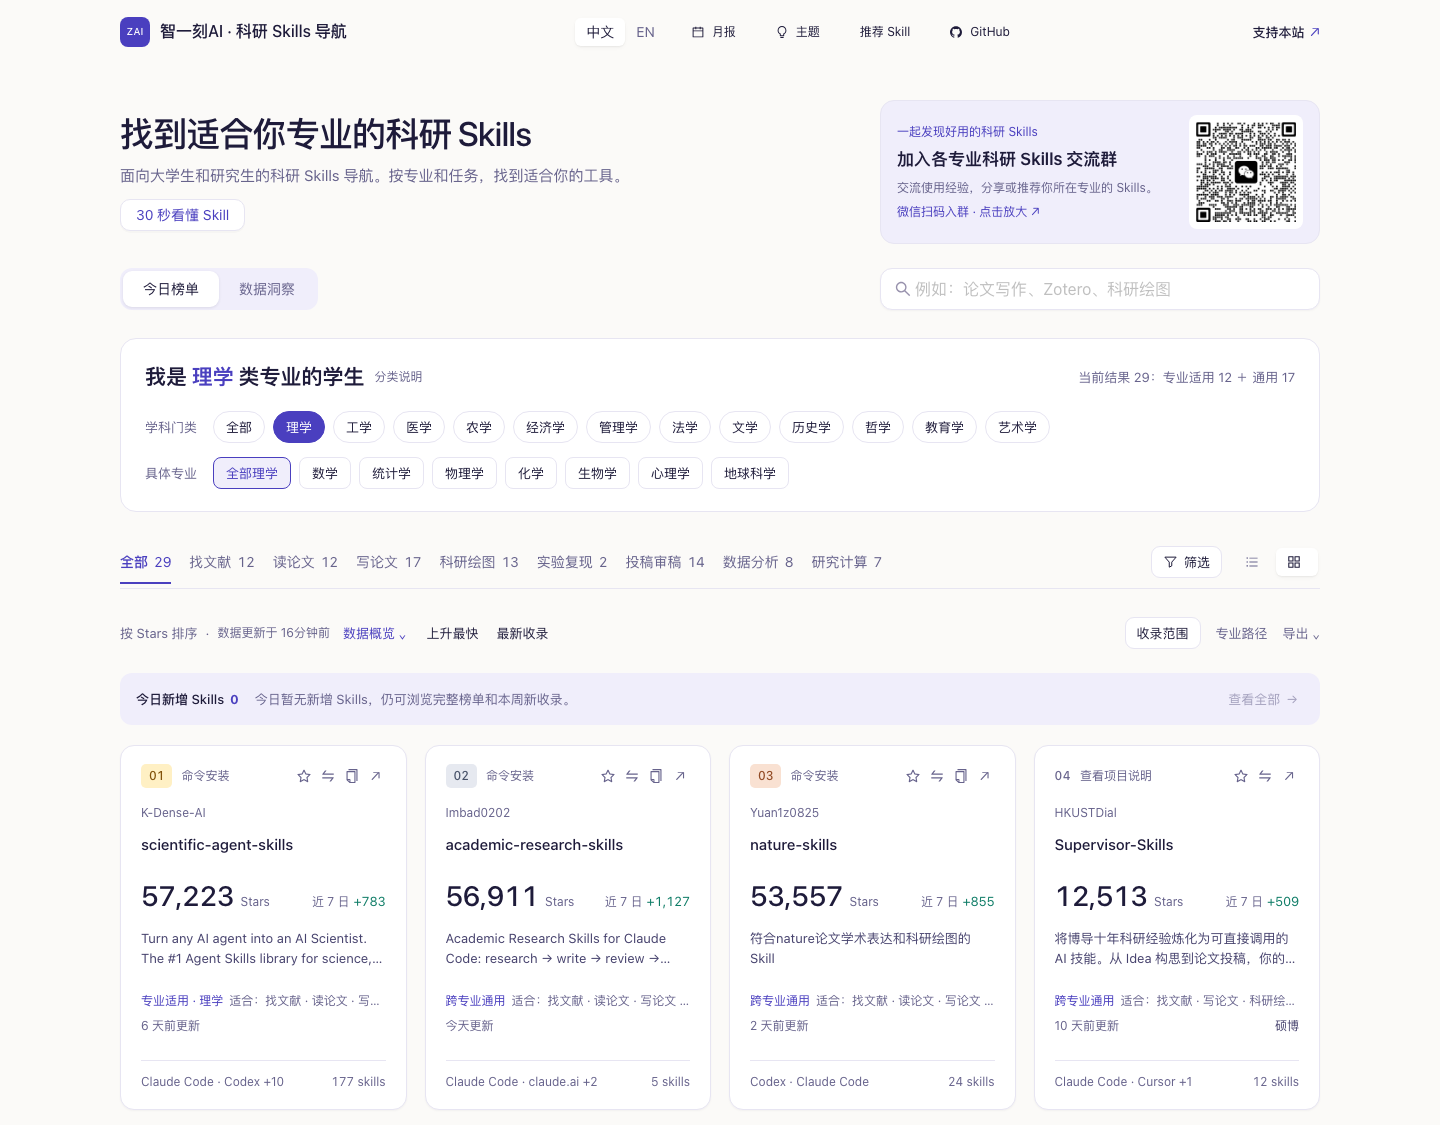 ZAI 智一刻AI · 科研 Skills 导航
中文 EN 月报 主题 推荐 Skill GitHub
支持本站 ↗
找到适合你专业的科研 Skills
面向大学生和研究生的科研 Skills 导航。按专业和任务，找到适合你的工具。
30 秒看懂 Skill
一起发现好用的科研 Skills
加入各专业科研 Skills 交流群
交流使用经验，分享或推荐你所在专业的 Skills。
微信扫码入群 · 点击放大 ↗
今日榜单 数据洞察
例如：论文写作、Zotero、科研绘图
我是 理学 类专业的学生 分类说明
当前结果 29：专业适用 12 ＋ 通用 17
学科门类 全部 理学 工学 医学 农学 经济学 管理学 法学 文学 历史学 哲学 教育学 艺术学
具体专业 全部理学 数学 统计学 物理学 化学 生物学 心理学 地球科学
全部 29 找文献 12 读论文 12 写论文 17 科研绘图 13 实验复现 2 投稿审稿 14 数据分析 8 研究计算 7
筛选
按 Stars 排序 · 数据更新于 16分钟前 数据概览 ⌄ 上升最快 最新收录
收录范围 专业路径 导出 ⌄
今日新增 Skills 0 今日暂无新增 Skills，仍可浏览完整榜单和本周新收录。
查看全部 →
01 命令安装
K-Dense-AI
scientific-agent-skills
57,223 Stars 近 7 日 +783
Turn any AI agent into an AI Scientist.
The #1 Agent Skills library for science,...
专业适用 · 理学 适合：找文献 · 读论文 · 写...
6 天前更新
Claude Code · Codex +10 177 skills
02 命令安装
Imbad0202
academic-research-skills
56,911 Stars 近 7 日 +1,127
Academic Research Skills for Claude
Code: research → write → review →...
跨专业通用 适合：找文献 · 读论文 · 写论文 ...
今天更新
Claude Code · claude.ai +2 5 skills
03 命令安装
Yuan1z0825
nature-skills
53,557 Stars 近 7 日 +855
符合nature论文学术表达和科研绘图的
Skill
跨专业通用 适合：找文献 · 读论文 · 写论文 ...
2 天前更新
Codex · Claude Code 24 skills
04 查看项目说明
HKUSTDial
Supervisor-Skills
12,513 Stars 近 7 日 +509
将博导十年科研经验炼化为可直接调用的
AI 技能。从 Idea 构思到论文投稿，你的...
跨专业通用 适合：找文献 · 写论文 · 科研绘...
10 天前更新 硕博
Claude Code · Cursor +1 12 skills